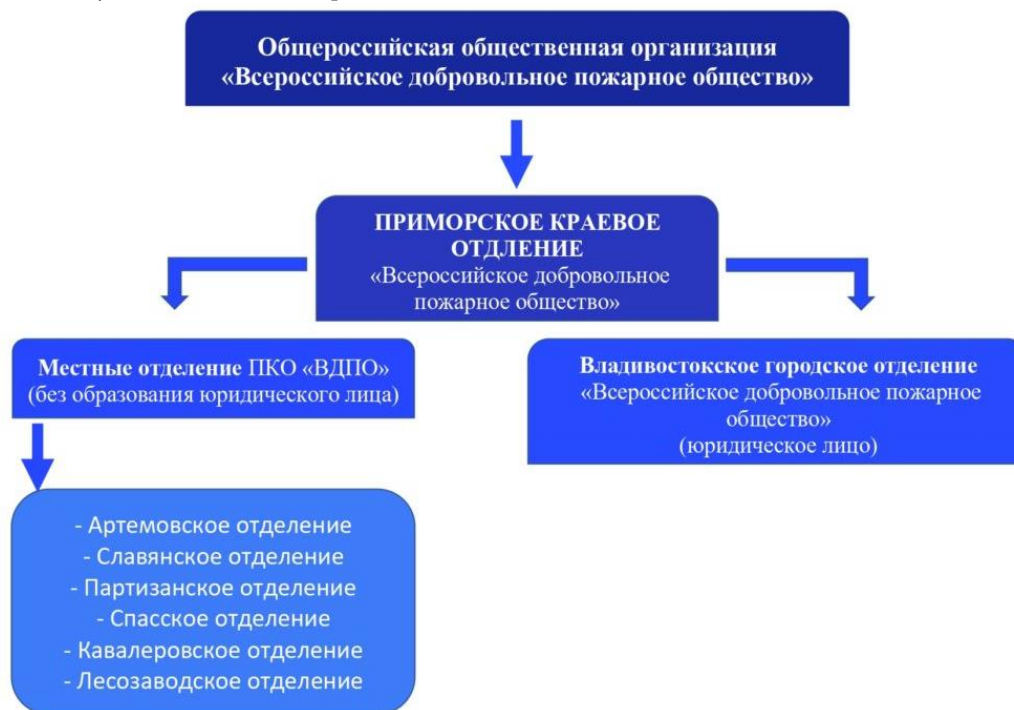 Общероссийская общественная организация
«Всероссийское добровольное пожарное общество»
ПРИМОРСКОЕ КРАЕВОЕ
ОТДЛЕНИЕ
«Всероссийское добровольное
пожарное общество»
Местные отделение ПКО «ВДПО»
(без образования юридического лица)
Владивостокское городское отделение
«Всероссийское добровольное пожарное
общество»
(юридическое лицо)
- Артемовское отделение
- Славянское отделение
- Партизанское отделение
- Спасское отделение
- Кавалеровское отделение
- Лесозаводское отделение